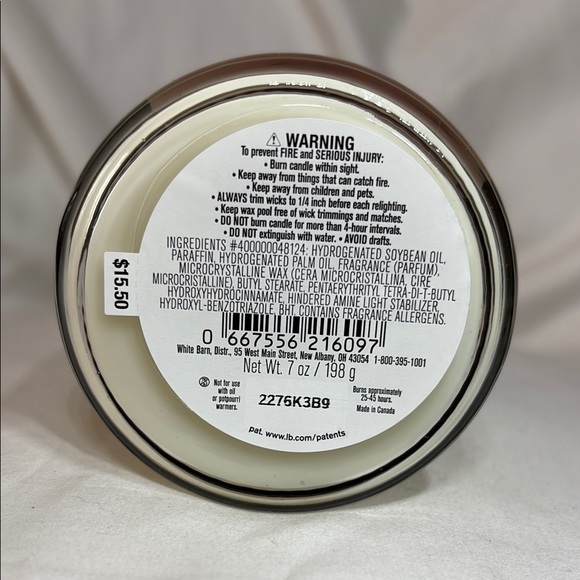 ⚠ WARNING
To prevent FIRE and SERIOUS INJURY:
• Burn candle within sight.
• Keep away from things that can catch fire.
• Keep away from children and pets.
• ALWAYS trim wicks to 1/4 inch before each relighting.
• Keep wax pool free of wick trimmings and matches.
• DO NOT burn candle for more than 4-hour intervals.
• DO NOT extinguish with water. • AVOID drafts.
INGREDIENTS #400000048124: HYDROGENATED SOYBEAN OIL,
PARAFFIN, HYDROGENATED PALM OIL, FRAGRANCE (PARFUM),
MICROCRYSTALLINE WAX (CERA MICROCRISTALLINA, CIRE
MICROCRISTALLINE), BUTYL STEARATE, PENTAERYTHRITYL TETRA-DI-T-BUTYL
HYDROXYHYDROCINNAMATE, HINDERED AMINE LIGHT STABILIZER,
HYDROXYL-BENZOTRIAZOLE, BHT. CONTAINS FRAGRANCE ALLERGENS.
$15.50
0 667556 216097
White Barn, Distr., 95 West Main Street, New Albany, OH 43054 1-800-395-1001
Net Wt. 7 oz / 198 g
Not for use
with oil
or potpourri
warmers.
2276K3B9
Burns approximately
25-45 hours.
Made in Canada
pat. www.lb.com/patents